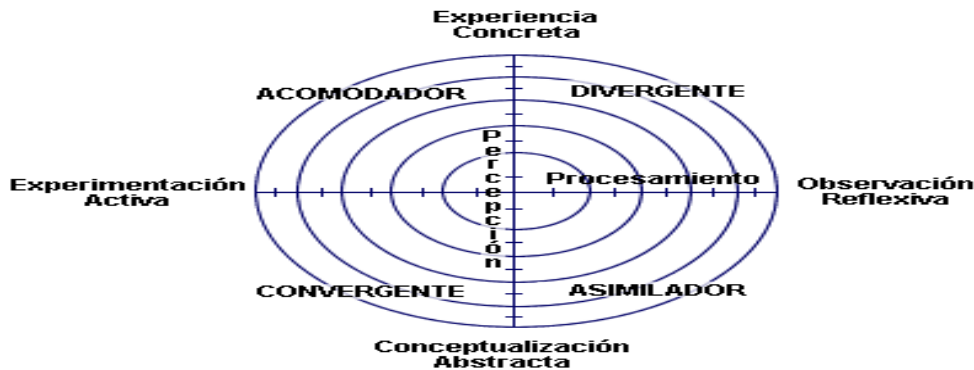 Experiencia
Concreta
ACOMODADOR
DIVERGENTE
Percepción
Procesamiento
Experimentación
Activa
Observación
Reflexiva
CONVERGENTE
ASIMILADOR
Conceptualización
Abstracta